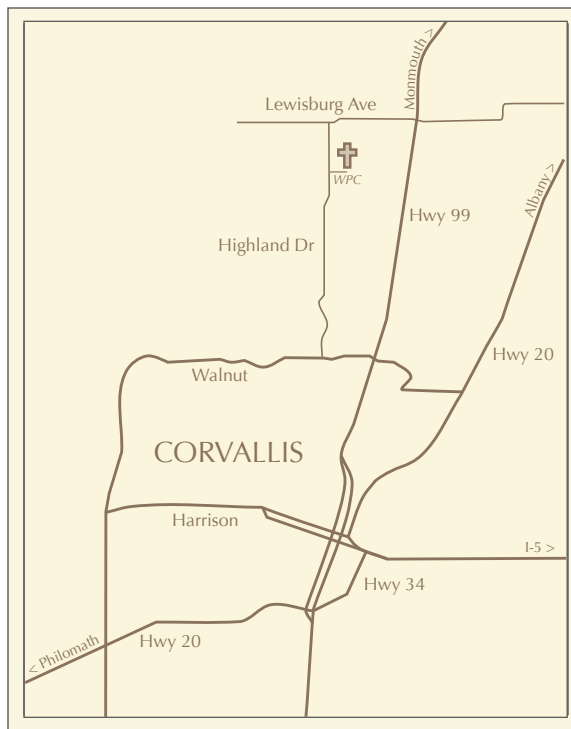 Monmouth >
Lewisburg Ave
WPC
Albany >
Hwy 99
Highland Dr
Hwy 20
Walnut
CORVALLIS
Harrison
I-5 >
Hwy 34
Hwy 20
< Philomath